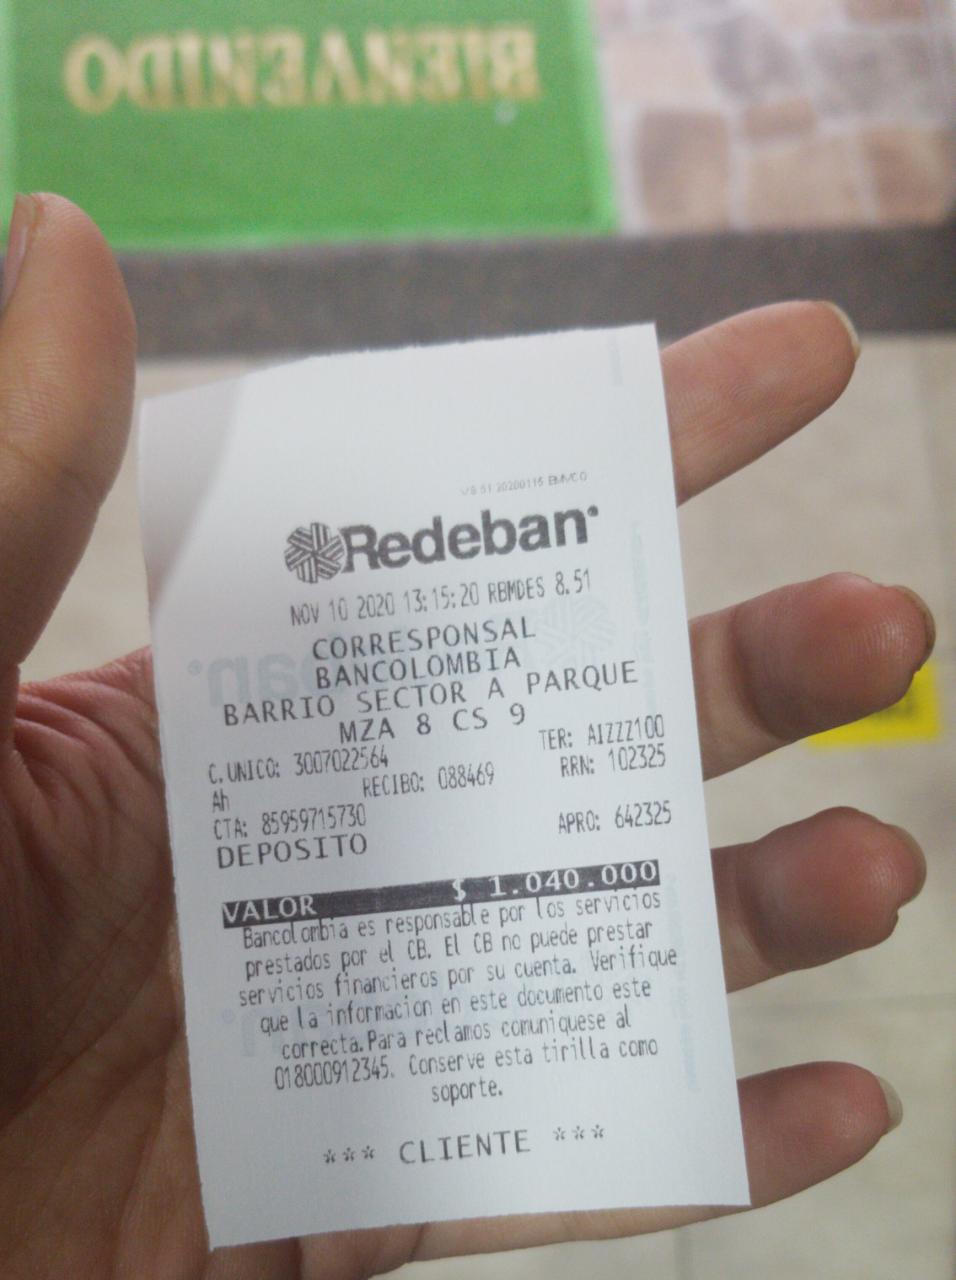 BIENVENIDO
Redeban
NOV 10 2020 13:15:20 RBMDES 8.51
CORRESPONSAL
BANCOLOMBIA
BARRIO SECTOR A PARQUE
MZA 8 CS 9
C.UNICO: 3007022564 TER: AIZZZ100
Ah RECIBO: 088469 RRN: 102325
CTA: 85959715730 APRO: 642325
DEPOSITO
VALOR $ 1.040.000
Bancolombia es responsable por los servicios
prestados por el CB. El CB no puede prestar
servicios financieros por su cuenta. Verifique
que la informacion en este documento este
correcta.Para reclamos comuniquese al
018000912345. Conserve esta tirilla como
soporte.
*** CLIENTE ***